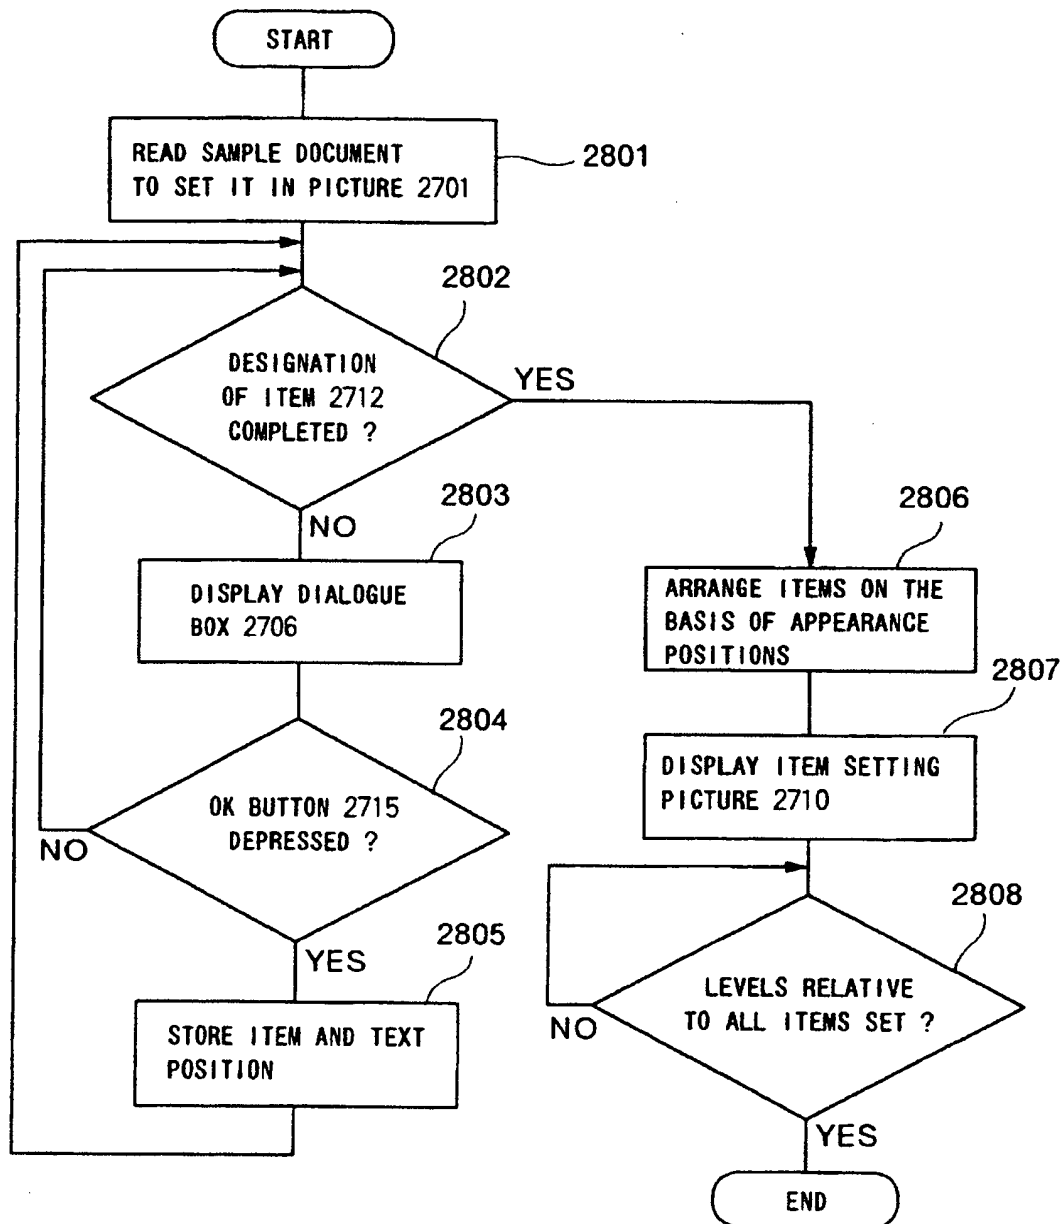 START
READ SAMPLE DOCUMENT
TO SET IT IN PICTURE 2701
2801
2802
DESIGNATION
OF ITEM 2712
COMPLETED ?
YES
NO
2803
DISPLAY DIALOGUE
BOX 2706
2804
OK BUTTON 2715
DEPRESSED ?
NO
YES
2805
STORE ITEM AND TEXT
POSITION
2806
ARRANGE ITEMS ON THE
BASIS OF APPEARANCE
POSITIONS
2807
DISPLAY ITEM SETTING
PICTURE 2710
2808
LEVELS RELATIVE
TO ALL ITEMS SET ?
NO
YES
END